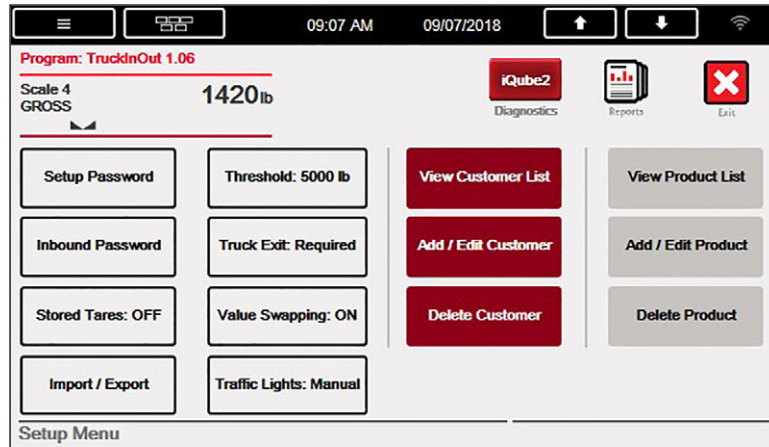 09:07 AM 09/07/2018
Program: TruckInOut 1.06
Scale 4
GROSS
1420 lb
iQube2
Diagnostics
Reports
Exit
Setup Password
Threshold: 5000 lb
View Customer List
View Product List
Inbound Password
Truck Exit: Required
Add / Edit Customer
Add / Edit Product
Stored Tares: OFF
Value Swapping: ON
Delete Customer
Delete Product
Import / Export
Traffic Lights: Manual
Setup Menu